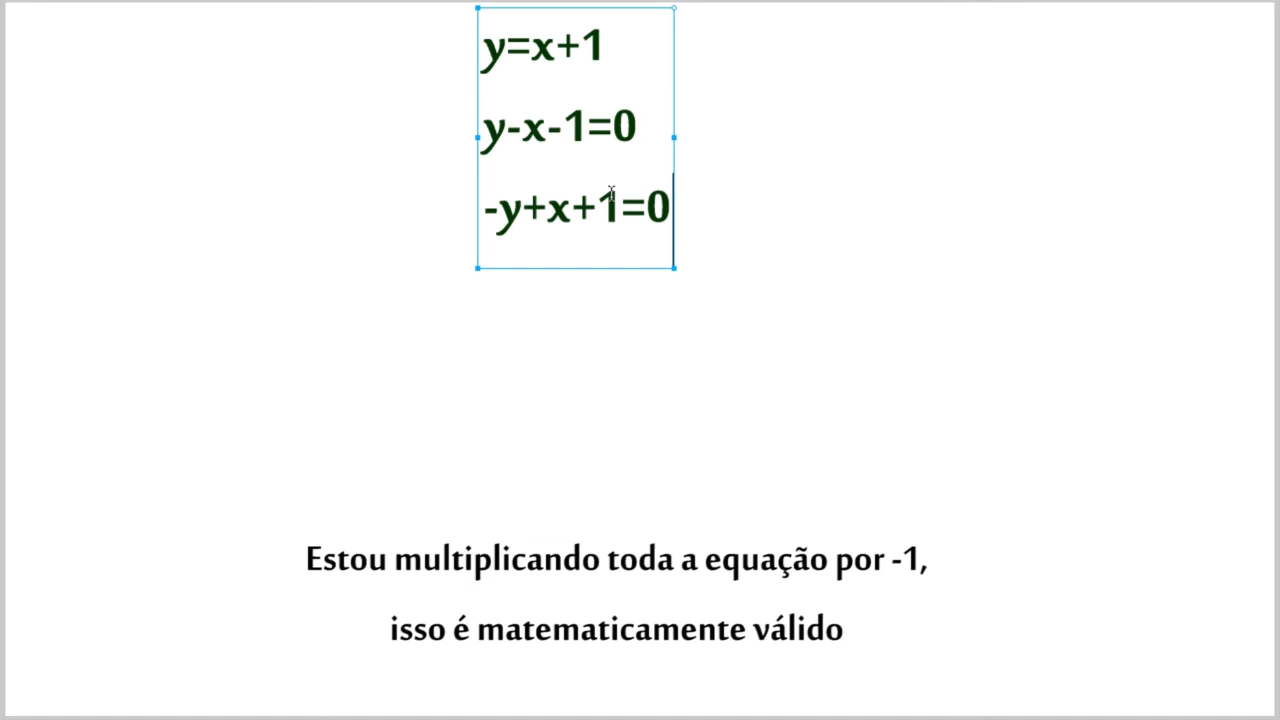 y=x+1
y-x-1=0
-y+x+1=0
Estou multiplicando toda a equação por -1,
isso é matematicamente válido